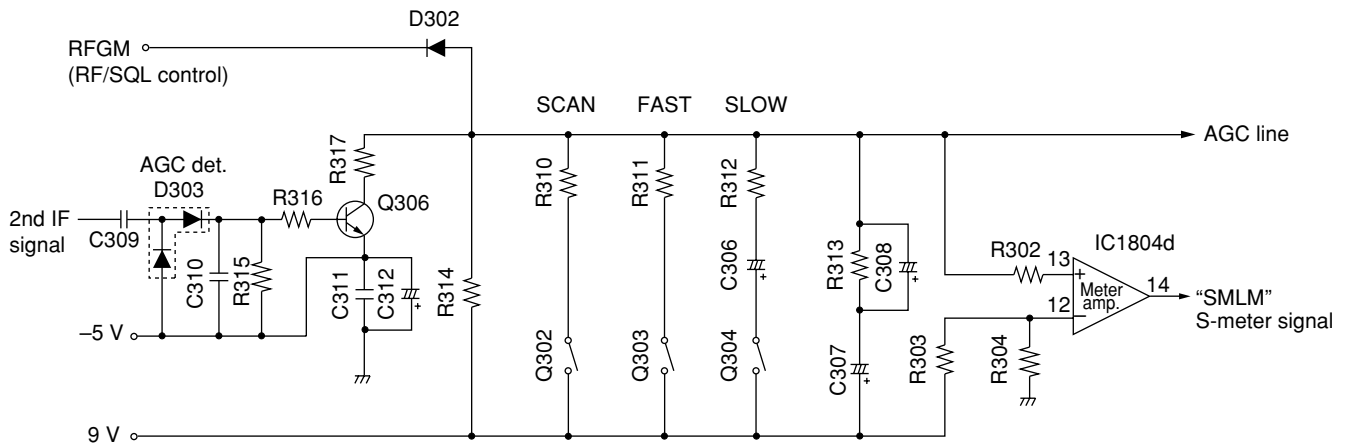 D302
RFGM
(RF/SQL control)
SCAN
FAST
SLOW
AGC line
R317
R310
R311
R312
AGC det.
D303
R316
Q306
2nd IF
signal
C309
C310
R315
C311
C312
R314
C306
R313
C308
R302
IC1804d
13
+
Meter
amp.
12
–
14
“SMLM”
S-meter signal
–5 V
Q302
Q303
Q304
C307
+
R303
R304
9 V
+
+
+